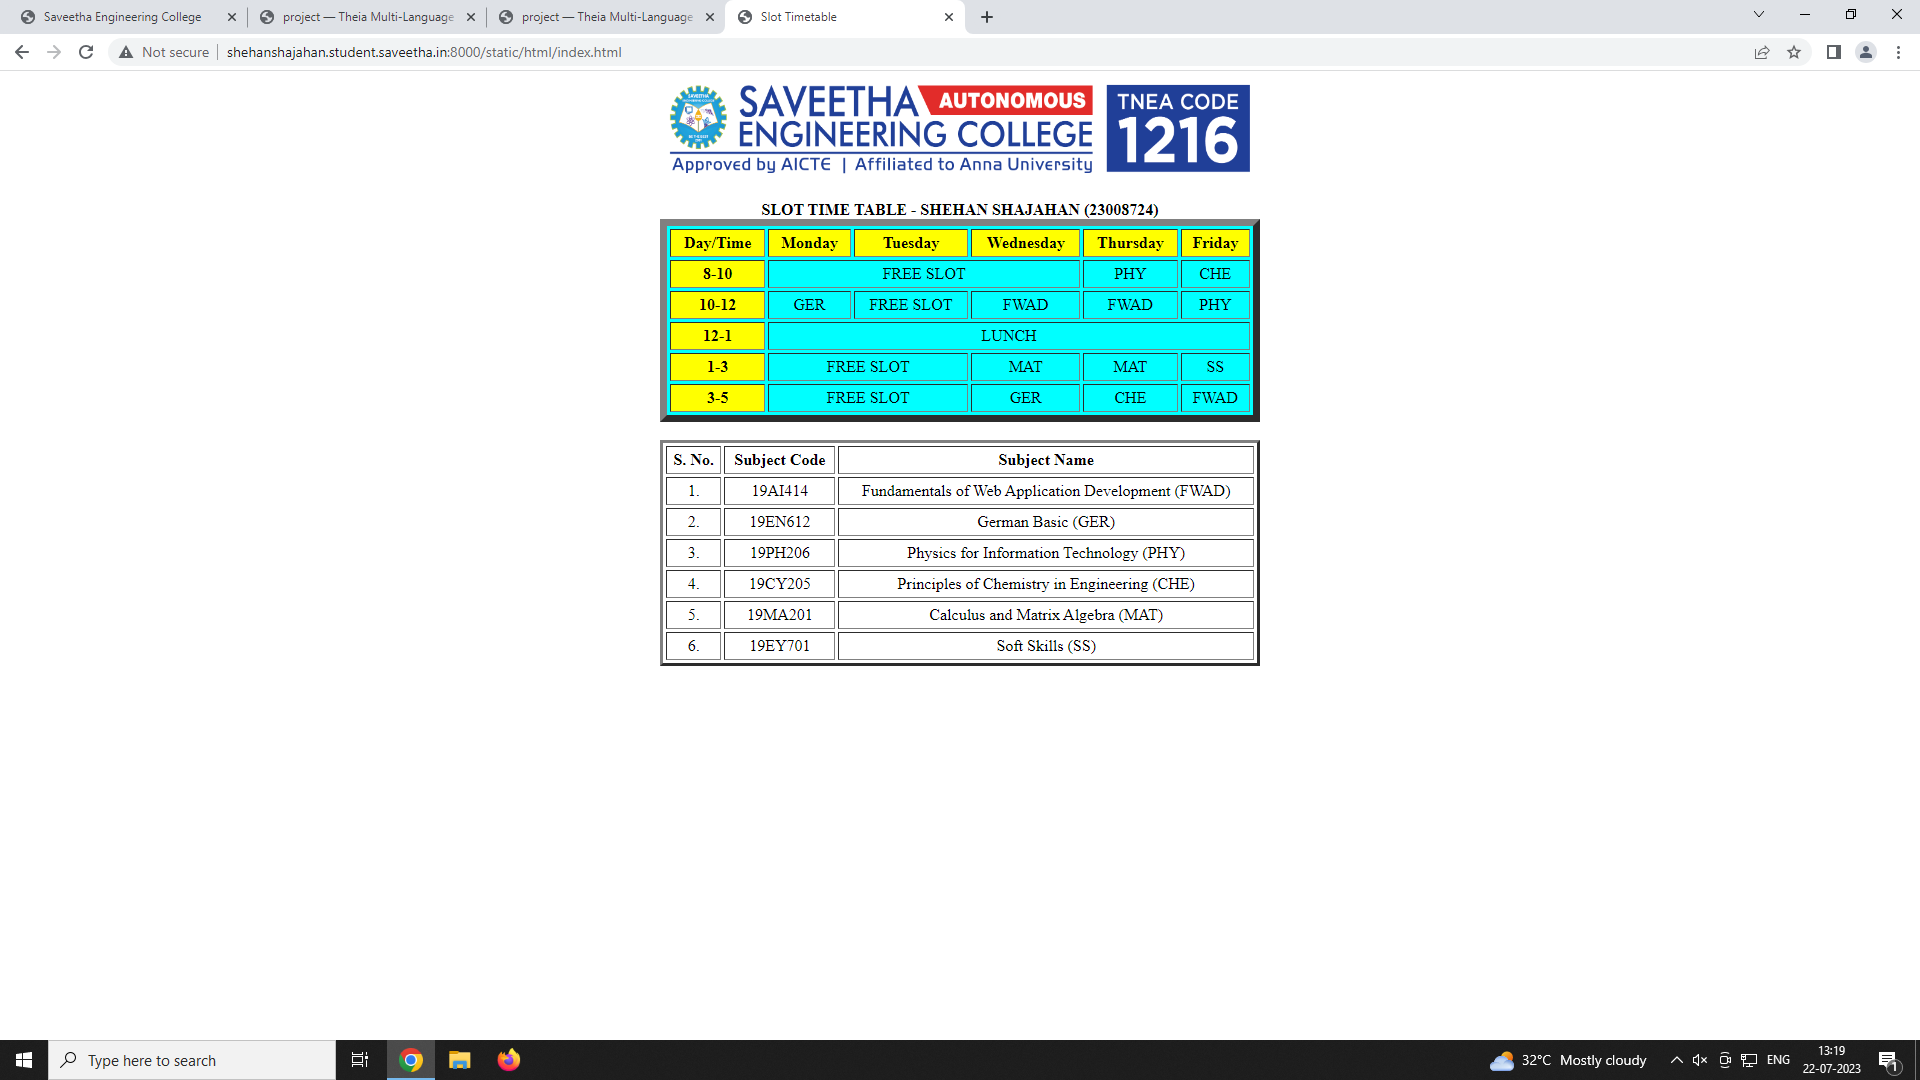 Saveetha Engineering College
project — Theia Multi-Language
project — Theia Multi-Language
Slot Timetable
Not secure shehanshajahan.student.saveetha.in:8000/static/html/index.html
SAVEETHA AUTONOMOUS
ENGINEERING COLLEGE
Approved by AICTE | Affiliated to Anna University
TNEA CODE
1216
SLOT TIME TABLE - SHEHAN SHAJAHAN (23008724)
Day/Time Monday Tuesday Wednesday Thursday Friday
8-10 FREE SLOT PHY CHE
10-12 GER FREE SLOT FWAD FWAD PHY
12-1 LUNCH
1-3 FREE SLOT MAT MAT SS
3-5 FREE SLOT GER CHE FWAD
S. No. Subject Code Subject Name
1. 19AI414 Fundamentals of Web Application Development (FWAD)
2. 19EN612 German Basic (GER)
3. 19PH206 Physics for Information Technology (PHY)
4. 19CY205 Principles of Chemistry in Engineering (CHE)
5. 19MA201 Calculus and Matrix Algebra (MAT)
6. 19EY701 Soft Skills (SS)
Type here to search
32°C Mostly cloudy
ENG
13:19
22-07-2023
1